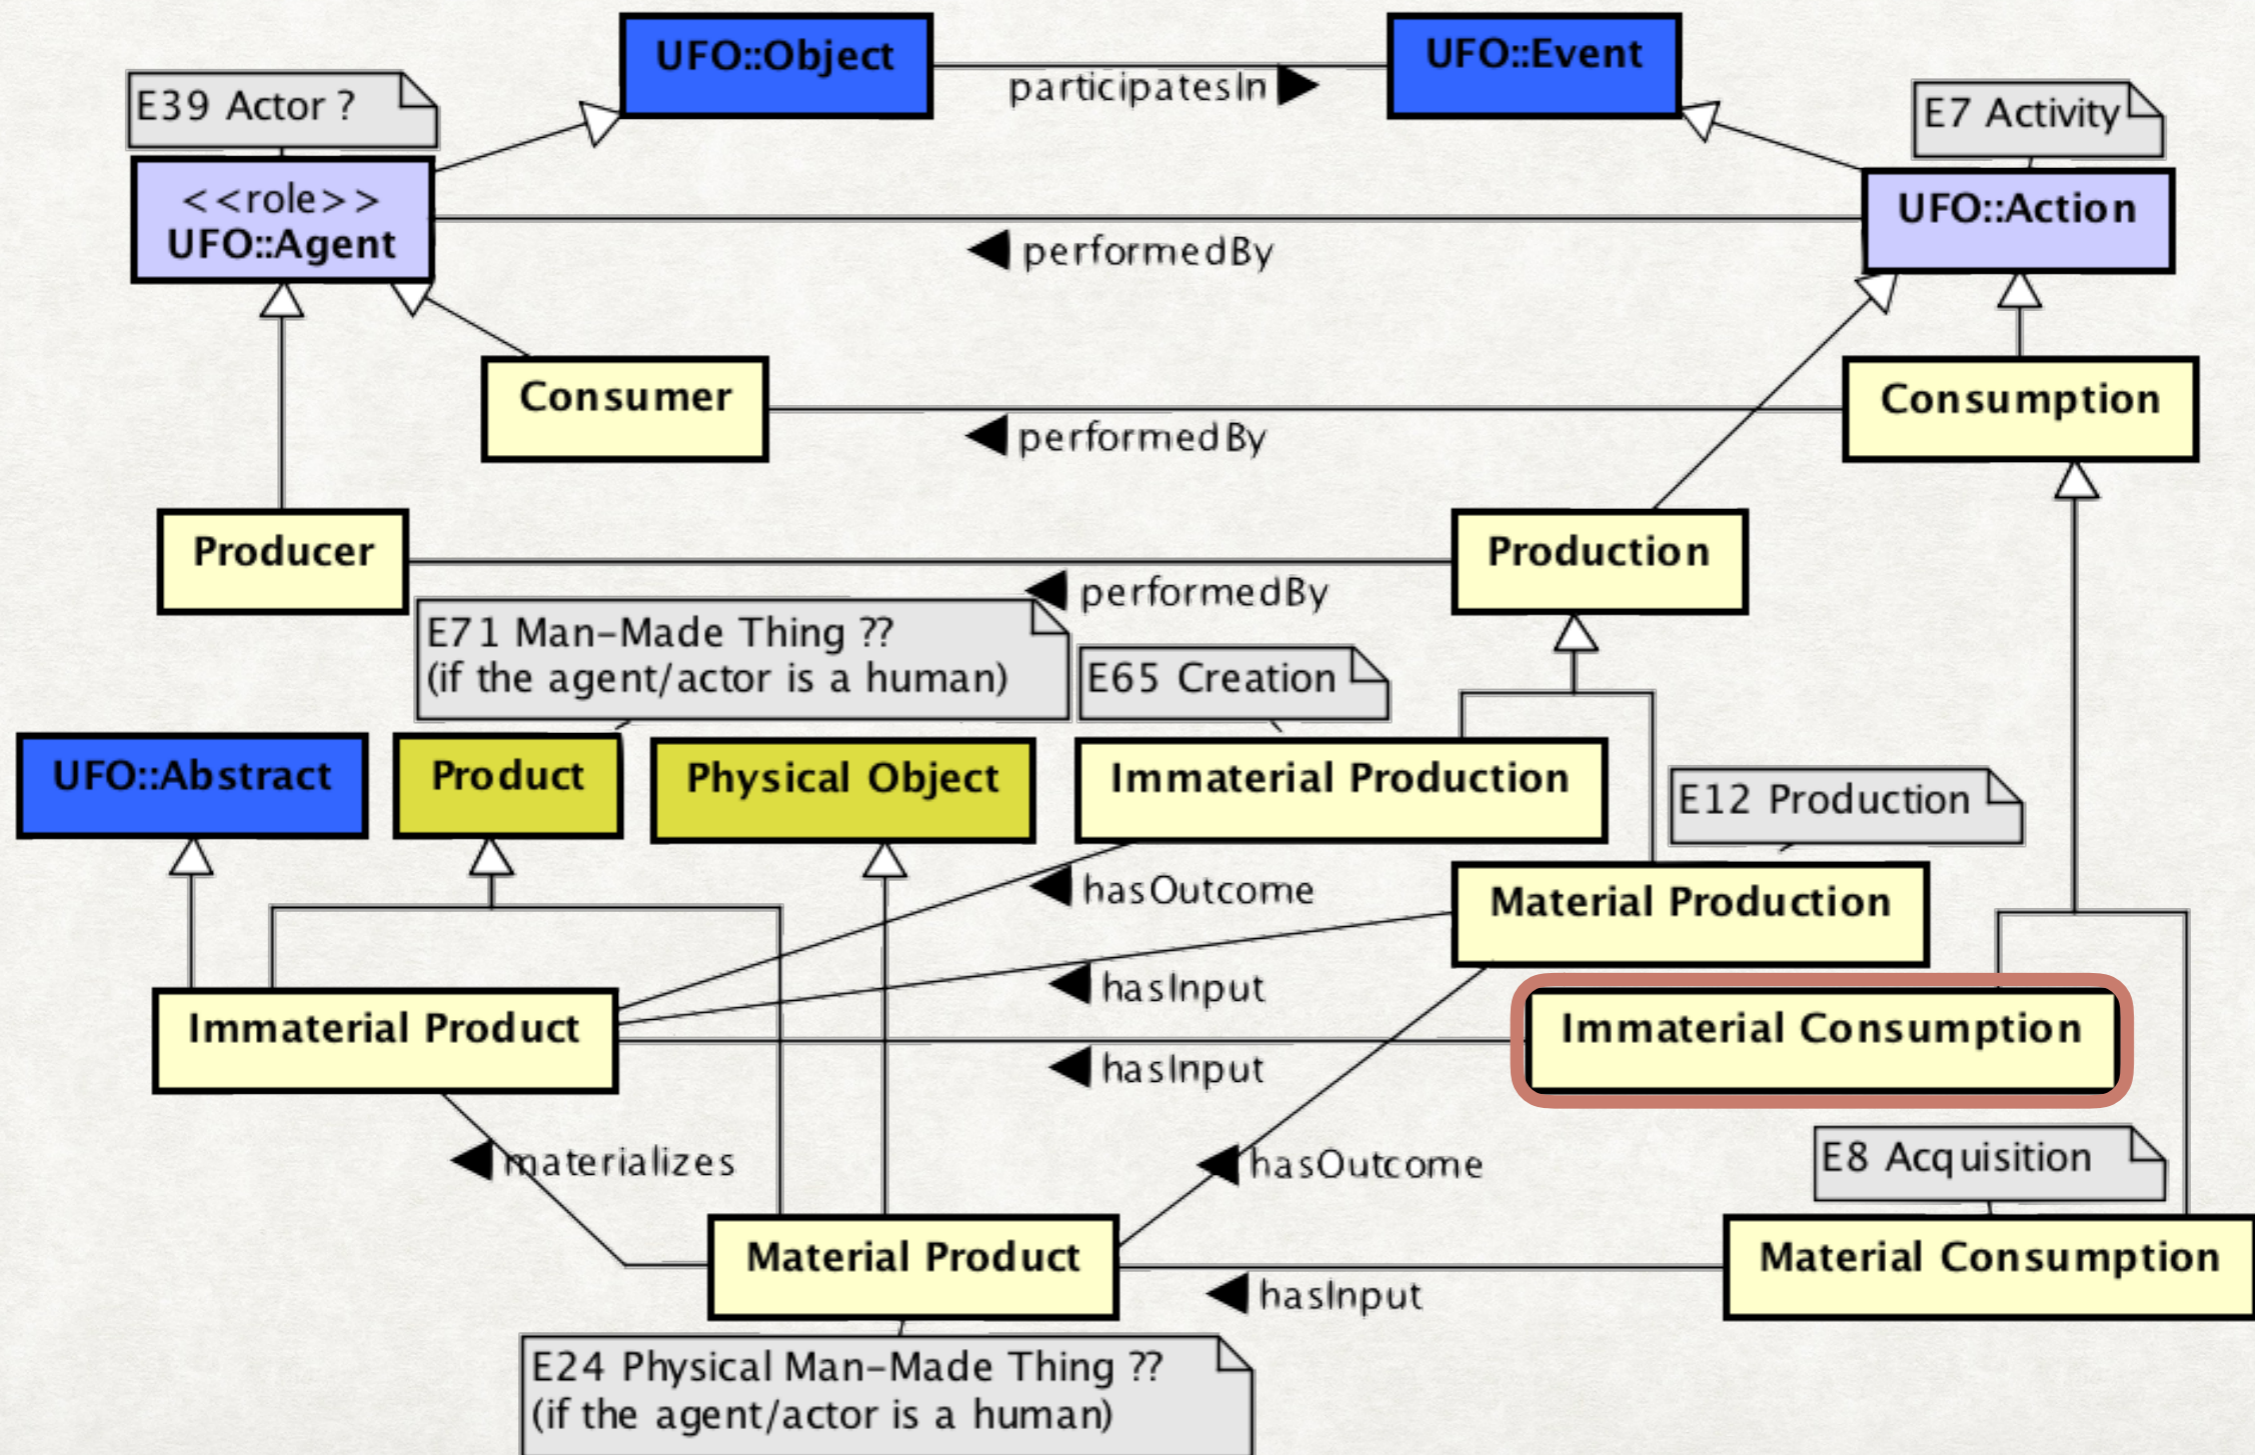 UFO::Object
UFO::Event
participatesIn
E39 Actor ?
E7 Activity
<<role>>
UFO::Agent
UFO::Action
performedBy
Consumer
Consumption
performedBy
Producer
Production
performedBy
E71 Man-Made Thing ??
(if the agent/actor is a human)
E65 Creation
UFO::Abstract
Product
Physical Object
Immaterial Production
E12 Production
hasOutcome
Material Production
hasInput
Immaterial Product
Immaterial Consumption
hasInput
materializes
hasOutcome
E8 Acquisition
Material Product
Material Consumption
hasInput
E24 Physical Man-Made Thing ??
(if the agent/actor is a human)